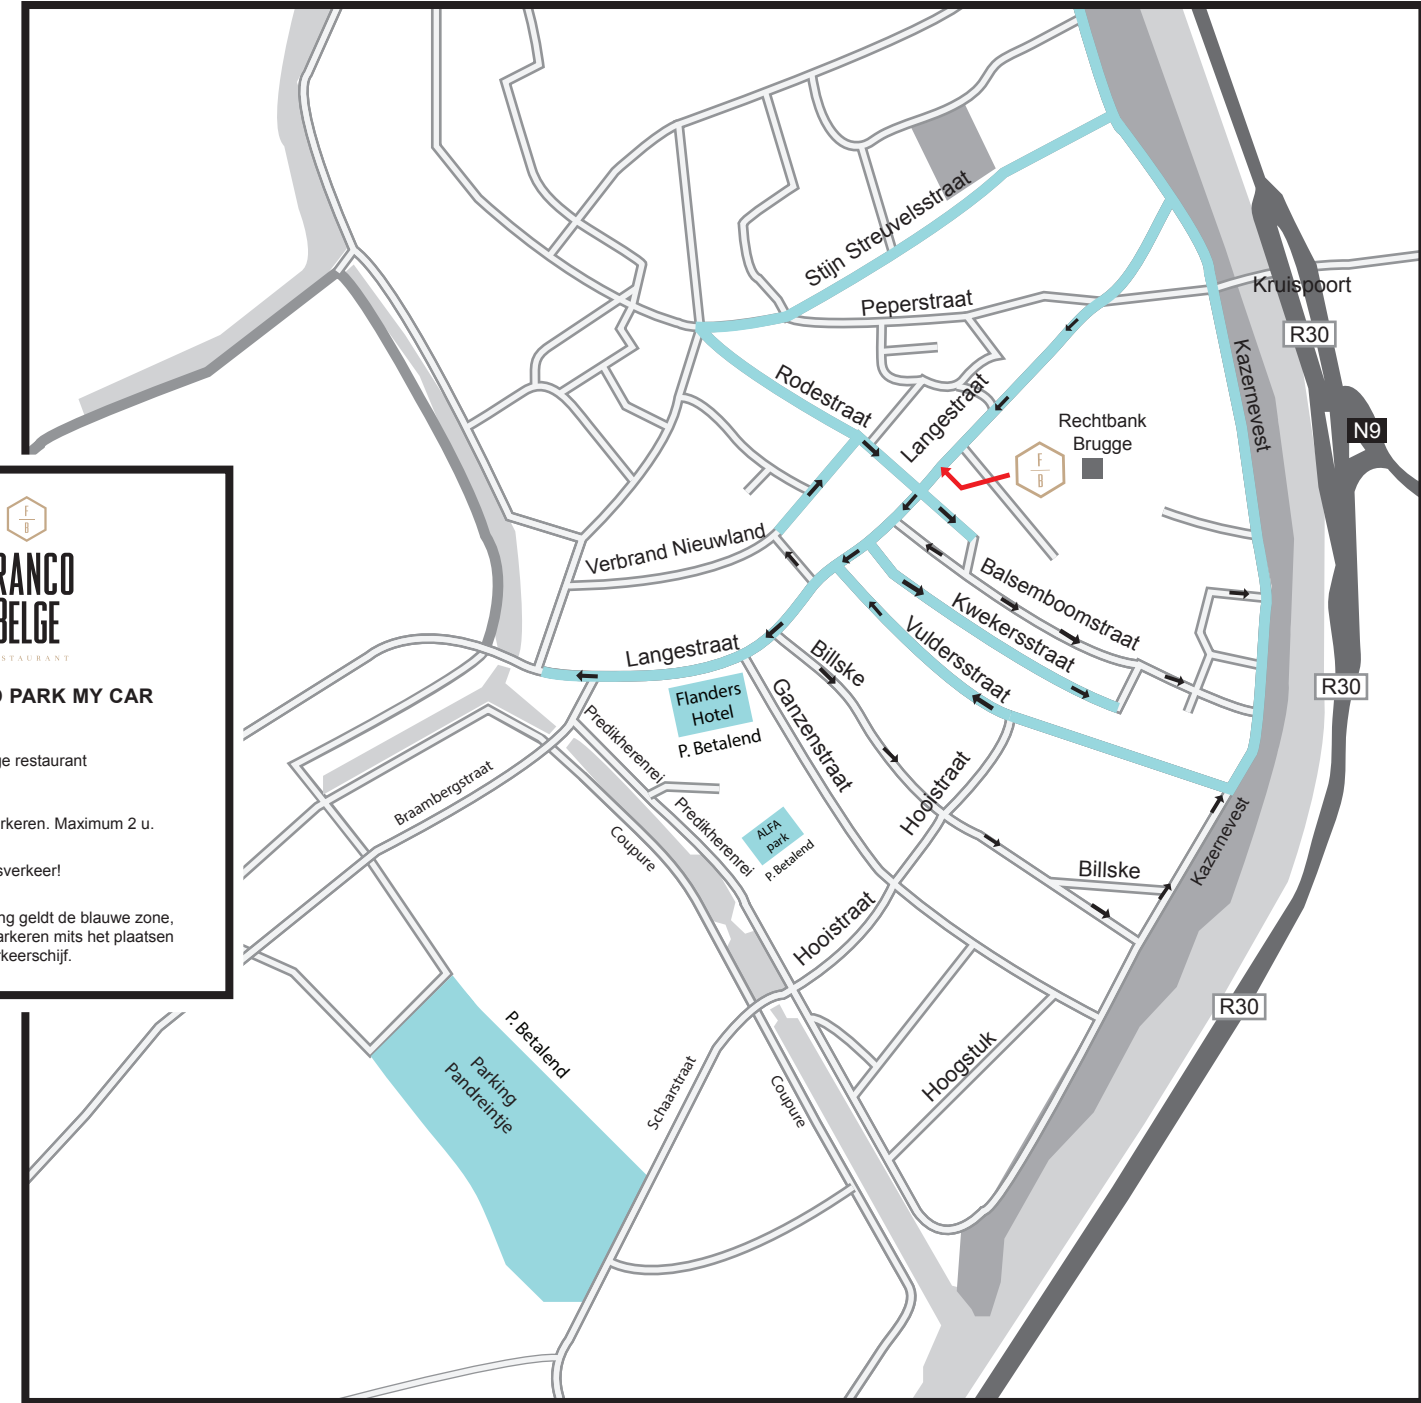 Stijn Streuvelsstraat
Peperstraat
Kruispoort
R30
Kazernevest
N9
Rodestraat
Langestraat
Rechtbank
Brugge
F
B
Verbrand Nieuwland
Balsemboomstraat
Kwekersstraat
Vuldersstraat
Langestraat
Billske
R30
Flanders
Hotel
P. Betalend
Ganzenstraat
Predikherenrei
Braambergstraat
Hooistraat
Predikherenrei
Coupure
ALFA
park
P. Betalend
Kazernevest
Billske
Hooistraat
R30
P. Betalend
Parking
Pandreintje
Schaarstraat
Coupure
Hoogstuk
F
B
RANCO
BELGE
STAURANT
PARK MY CAR
ge restaurant
rkeren. Maximum 2 u.
sverkeer!
ng geldt de blauwe zone,
arkeren mits het plaatsen
rkeerschijf.